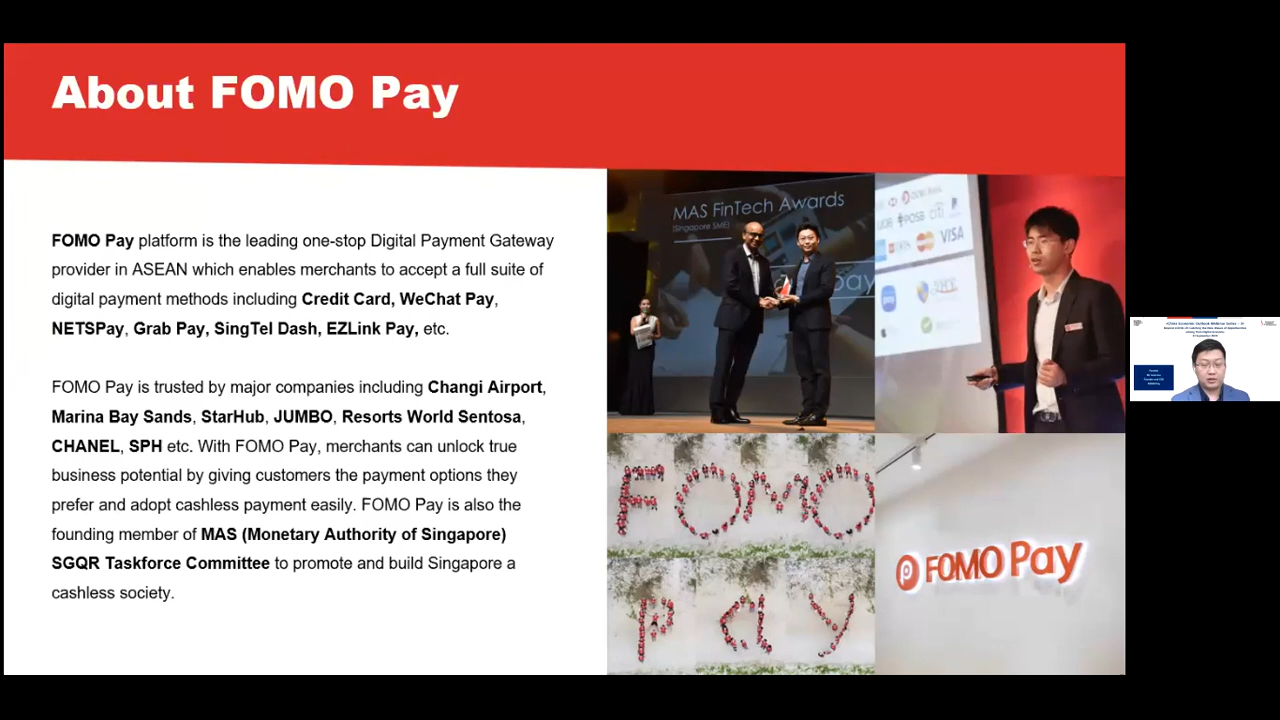 About FOMO Pay
FOMO Pay platform is the leading one-stop Digital Payment Gateway
provider in ASEAN which enables merchants to accept a full suite of
digital payment methods including Credit Card, WeChat Pay,
NETSPay, Grab Pay, SingTel Dash, EZLink Pay, etc.
FOMO Pay is trusted by major companies including Changi Airport,
Marina Bay Sands, StarHub, JUMBO, Resorts World Sentosa,
CHANEL, SPH etc. With FOMO Pay, merchants can unlock true
business potential by giving customers the payment options they
prefer and adopt cashless payment easily. FOMO Pay is also the
founding member of MAS (Monetary Authority of Singapore)
SGQR Taskforce Committee to promote and build Singapore a
cashless society.
MAS FinTech Awards
(Singapore SME)
pay
POSB citi
VISA
FOMO
Pay
FOMO Pay